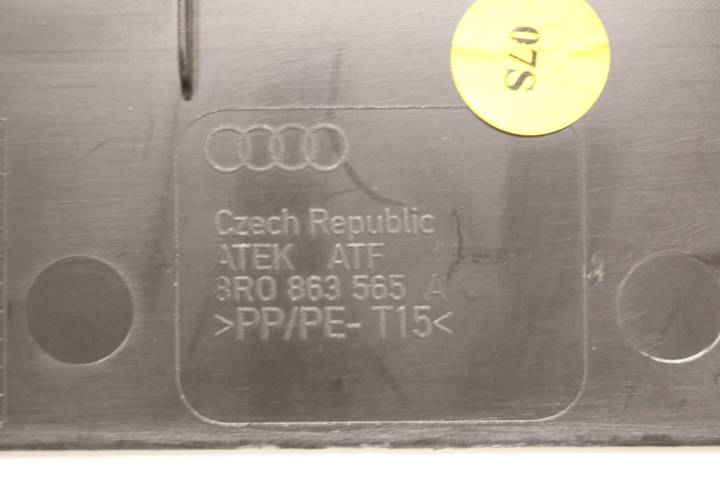 07S
Czech Republic
ATEK ATF
8R0 863 565 A
>PP/PE- T15<